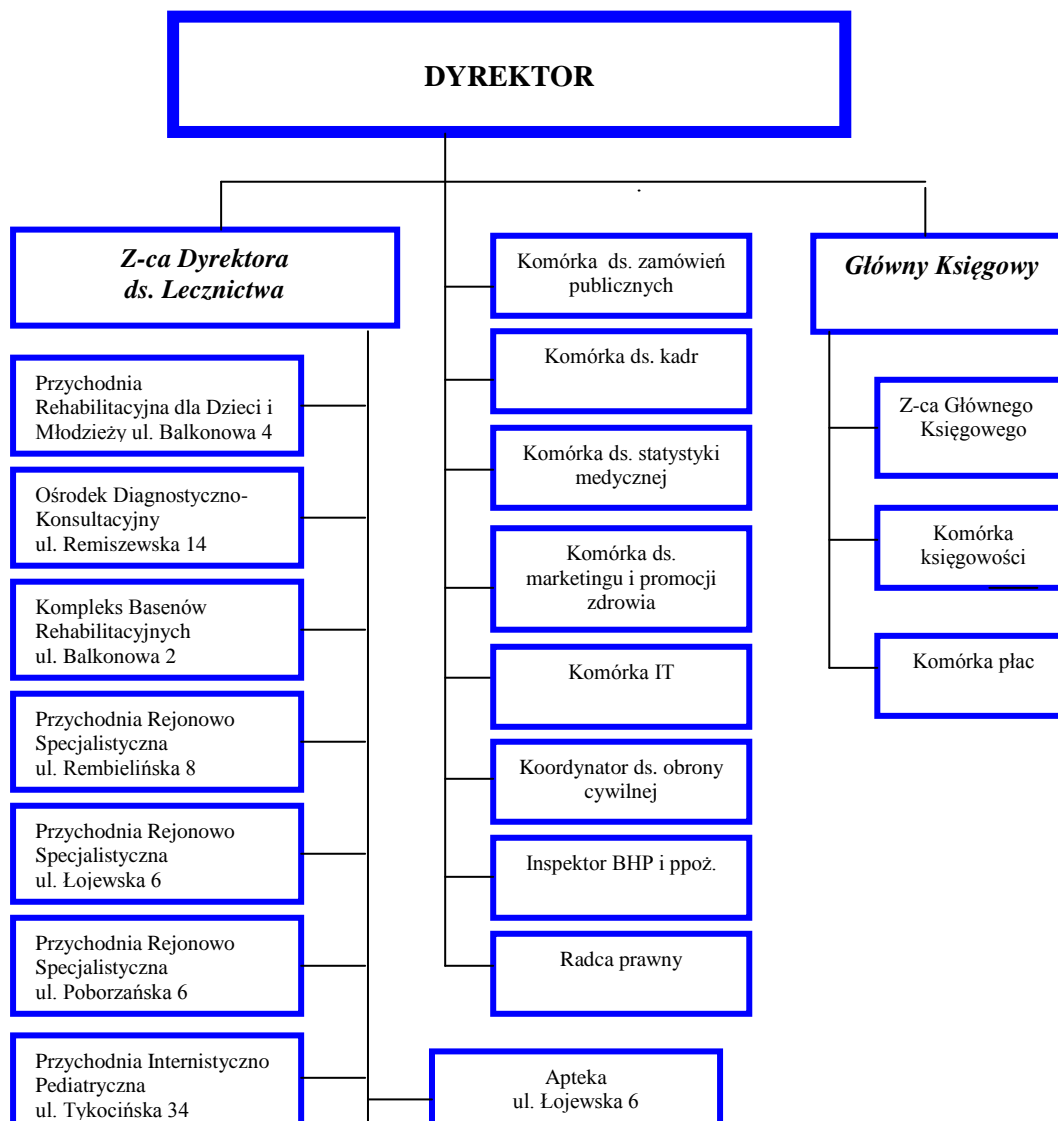 DYREKTOR
Z-ca Dyrektora
ds. Lecznictwa
Przychodnia
Rehabilitacyjna dla Dzieci i
Młodzieży ul. Balkonowa 4
Ośrodek Diagnostyczno-
Konsultacyjny
ul. Remiszewska 14
Kompleks Basenów
Rehabilitacyjnych
ul. Balkonowa 2
Przychodnia Rejonowo
Specjalistyczna
ul. Rembielińska 8
Przychodnia Rejonowo
Specjalistyczna
ul. Łojewska 6
Przychodnia Rejonowo
Specjalistyczna
ul. Poborzańska 6
Przychodnia Internistyczno
Pediatryczna
ul. Tykocińska 34
Komórka ds. zamówień
publicznych
Komórka ds. kadr
Komórka ds. statystyki
medycznej
Komórka ds.
marketingu i promocji
zdrowia
Komórka IT
Koordynator ds. obrony
cywilnej
Inspektor BHP i ppoż.
Radca prawny
Apteka
ul. Łojewska 6
Główny Księgowy
Z-ca Głównego
Księgowego
Komórka
księgowości
Komórka płac